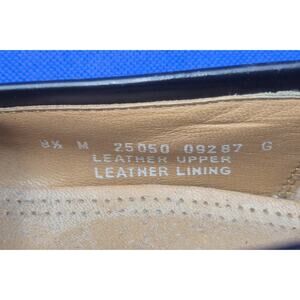 8½ M 25050 09287 G
LEATHER UPPER
LEATHER LINING